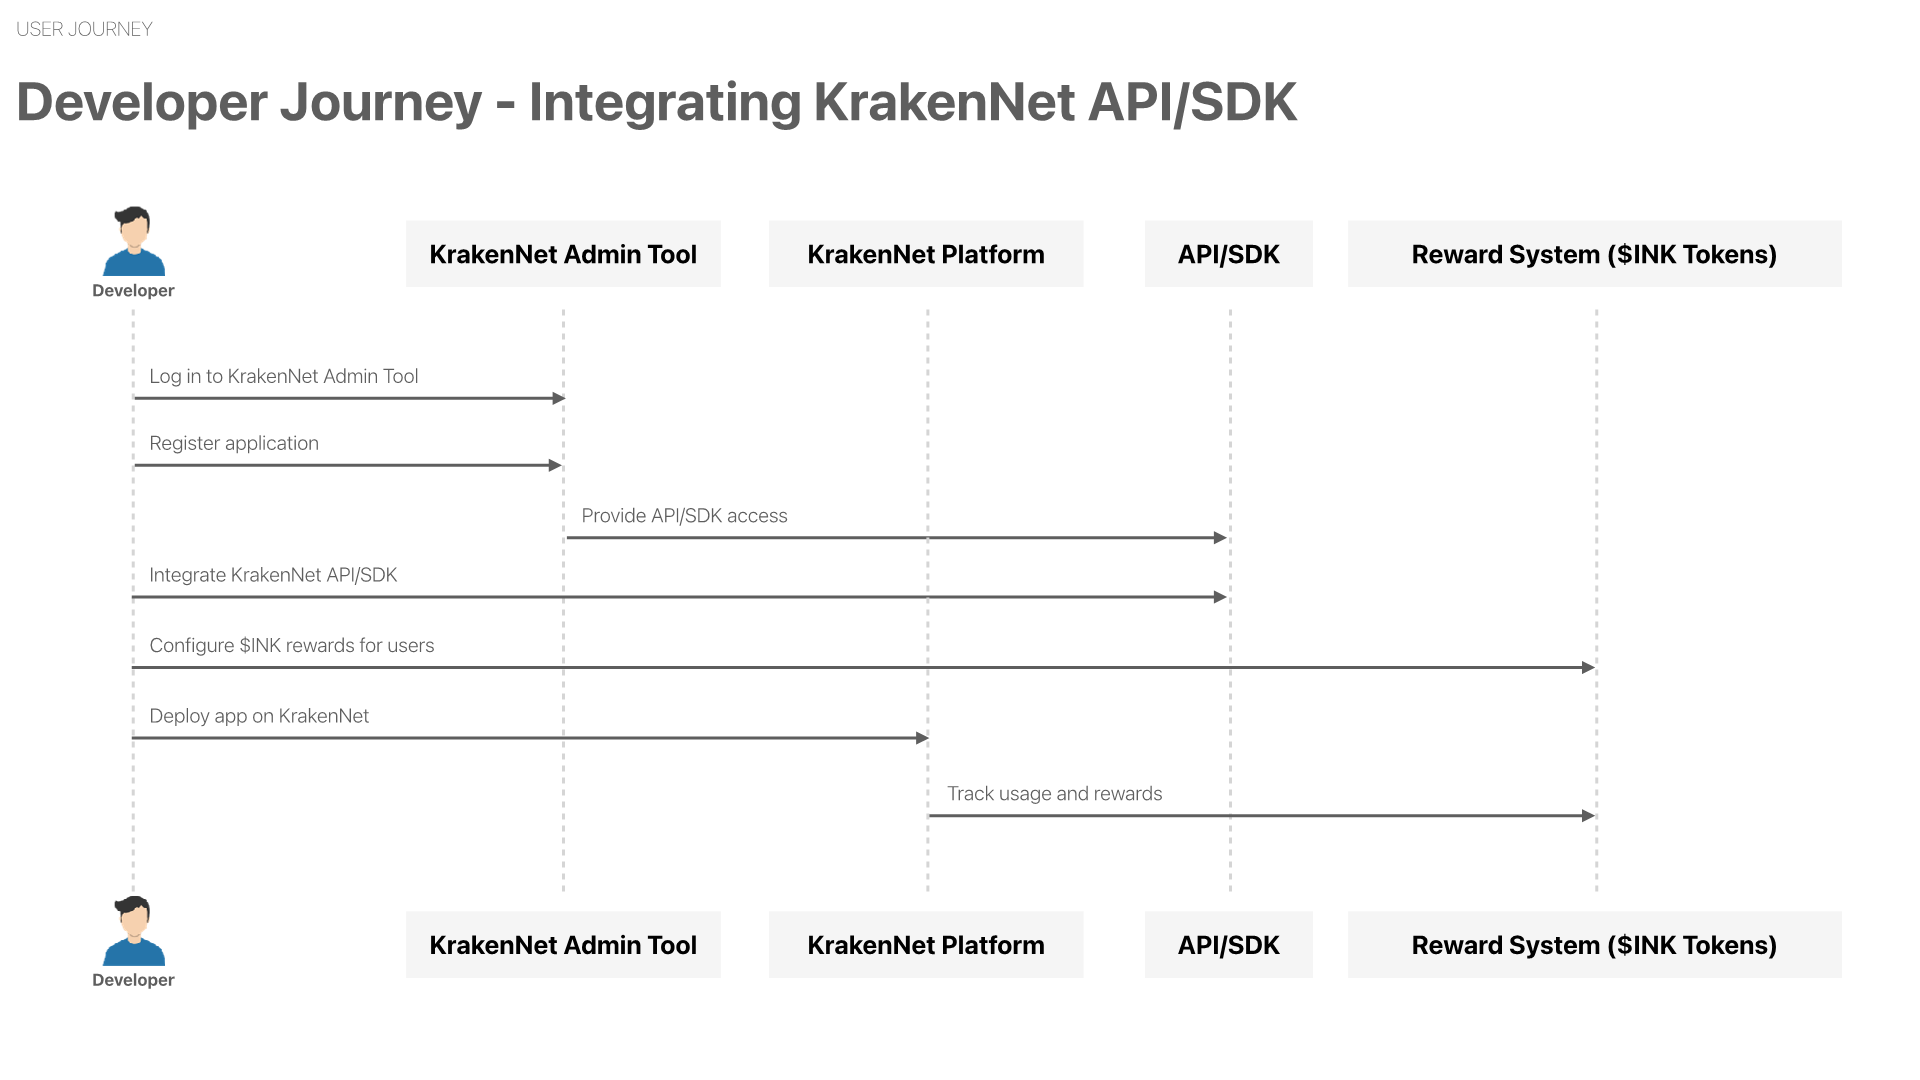 USER JOURNEY
Developer Journey - Integrating KrakenNet API/SDK
Developer
KrakenNet Admin Tool
KrakenNet Platform
API/SDK
Reward System ($INK Tokens)
Log in to KrakenNet Admin Tool
Register application
Provide API/SDK access
Integrate KrakenNet API/SDK
Configure $INK rewards for users
Deploy app on KrakenNet
Track usage and rewards
Developer
KrakenNet Admin Tool
KrakenNet Platform
API/SDK
Reward System ($INK Tokens)